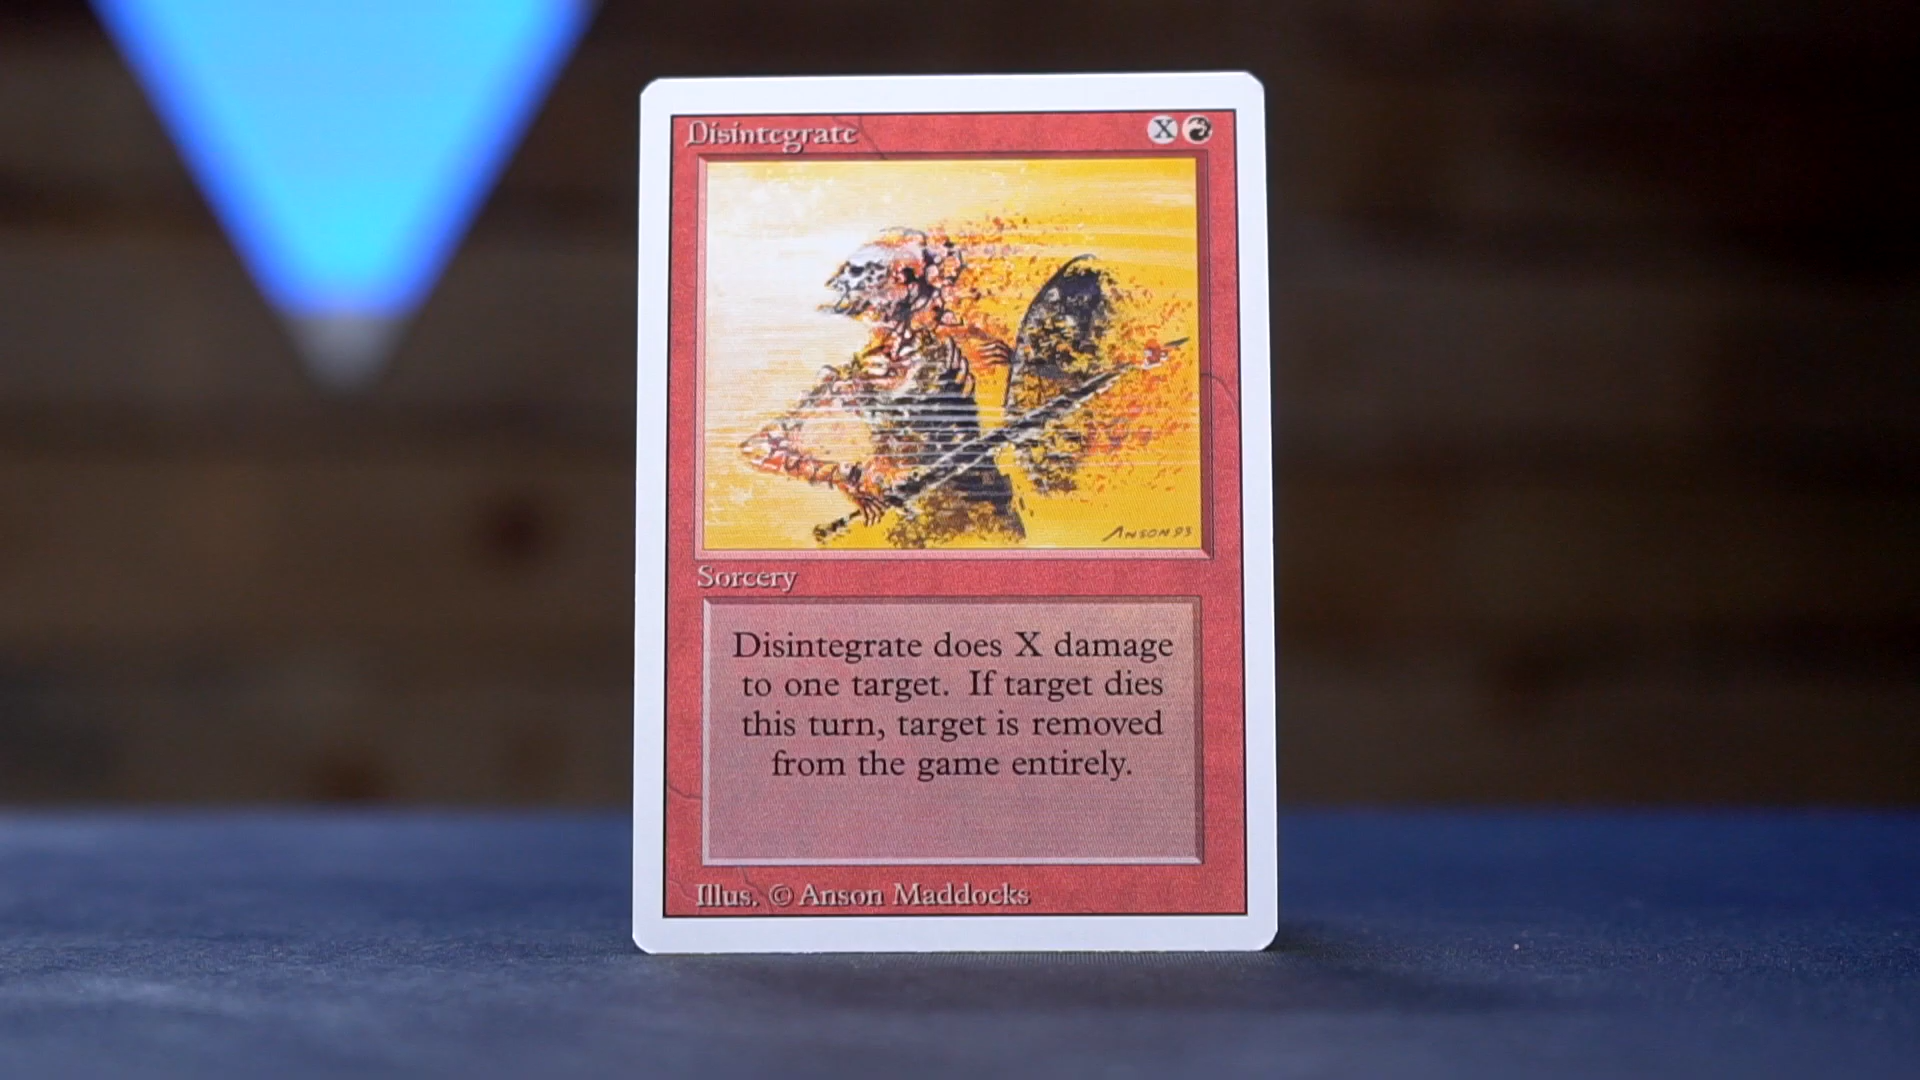 Disintegrate X
ANSON 93
Sorcery
Disintegrate does X damage
to one target. If target dies
this turn, target is removed
from the game entirely.
Illus. © Anson Maddocks